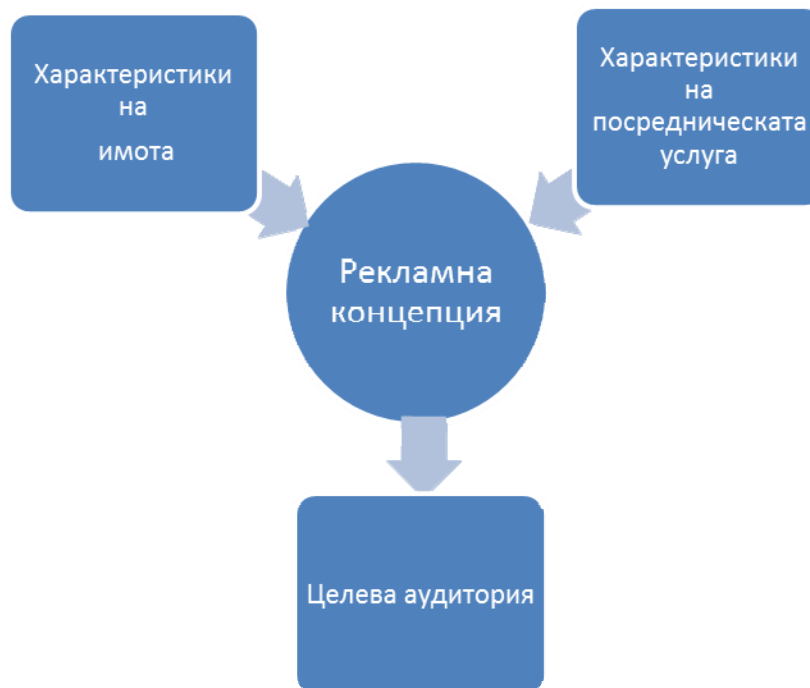 Характеристики
на
имота
Характеристики
на
посредническата
услуга
Рекламна
концепция
Целева аудитория